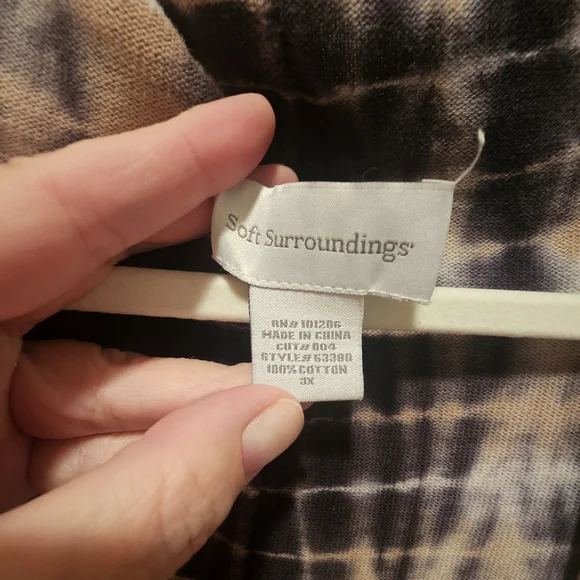 Soft Surroundings
RN# 101206
MADE IN CHINA
CUT# 004
STYLE# 63380
100% COTTON
3X